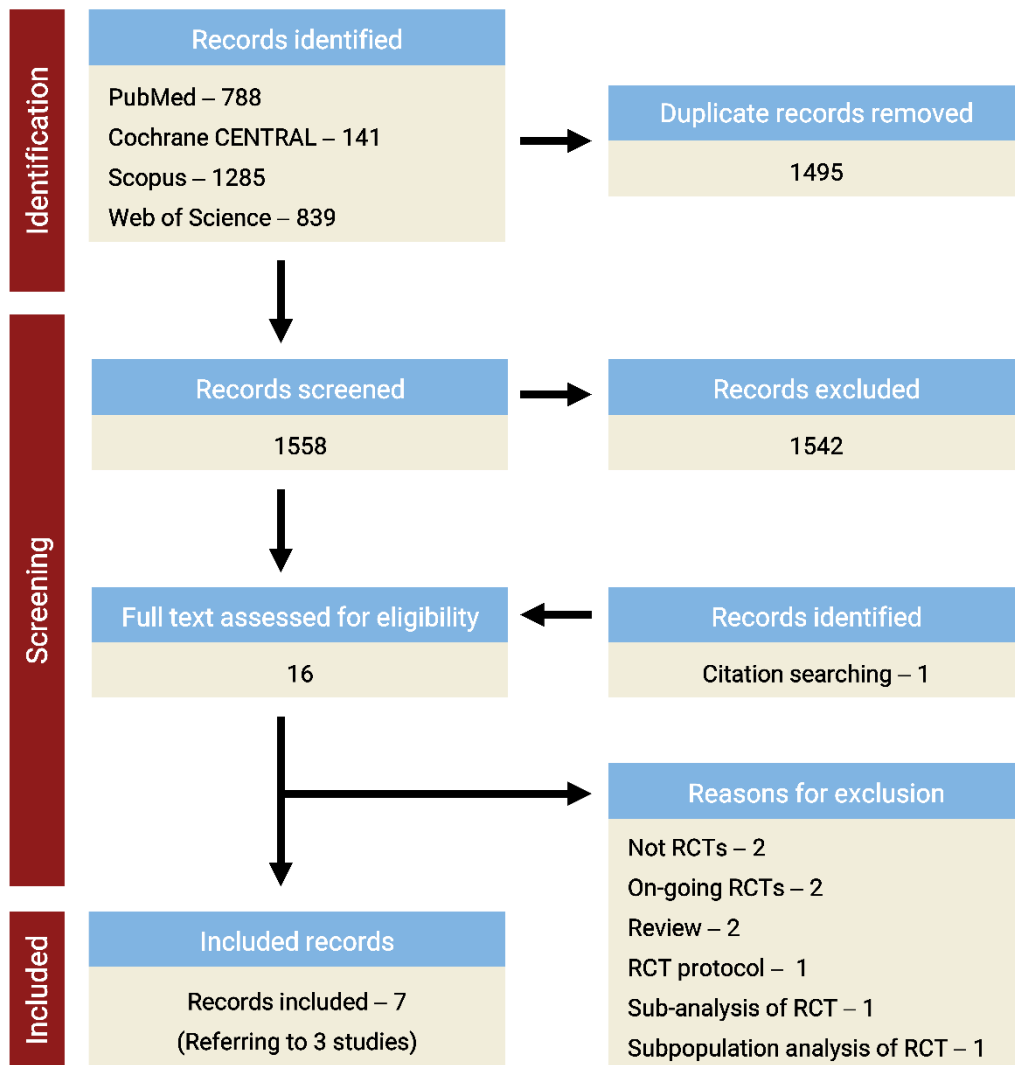 Identification
Records identified
PubMed – 788
Cochrane CENTRAL – 141
Scopus – 1285
Web of Science – 839
Duplicate records removed
1495
Screening
Records screened
1558
Records excluded
1542
Full text assessed for eligibility
16
Records identified
Citation searching – 1
Reasons for exclusion
Not RCTs – 2
On-going RCTs – 2
Review – 2
RCT protocol – 1
Sub-analysis of RCT – 1
Subpopulation analysis of RCT – 1
Included
Included records
Records included – 7
(Referring to 3 studies)